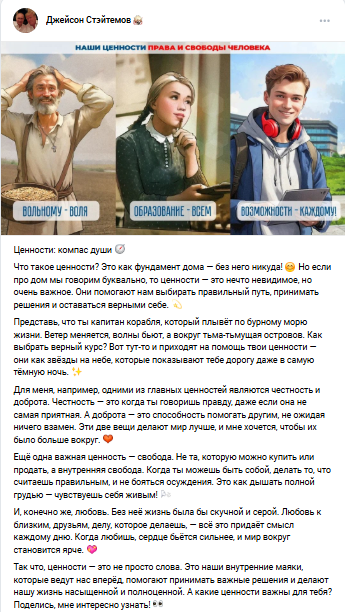 Джейсон Стэйтемов
НАШИ ЦЕННОСТИ ПРАВА И СВОБОДЫ ЧЕЛОВЕКА
ВОЛЬНОМУ - ВОЛЯ
ОБРАЗОВАНИЕ - ВСЕМ
ВОЗМОЖНОСТИ - КАЖДОМУ!
Ценности: компас души 🧭
Что такое ценности? Это как фундамент дома — без него никуда! 😊 Но если
про дом мы говорим буквально, то ценности — это нечто невидимое, но
очень важное. Они помогают нам выбирать правильный путь, принимать
решения и оставаться верными себе. 💫
Представь, что ты капитан корабля, который плывёт по бурному морю
жизни. Ветер меняется, волны бьют, а вокруг тьма-тьмущая островов. Как
выбрать верный курс? Вот тут-то и приходят на помощь твои ценности —
они как звёзды на небе, которые показывают тебе дорогу даже в самую
тёмную ночь. ✨
Для меня, например, одними из главных ценностей являются честность и
доброта. Честность — это когда ты говоришь правду, даже если она не
самая приятная. А доброта — это способность помогать другим, не ожидая
ничего взамен. Эти две вещи делают мир лучше, и мне хочется, чтобы их
было больше вокруг. ❤️
Ещё одна важная ценность — свобода. Не та, которую можно купить или
продать, а внутренняя свобода. Когда ты можешь быть собой, делать то, что
считаешь правильным, и не бояться осуждения. Это как дышать полной
грудью — чувствуешь себя живым! 🌬️
И, конечно же, любовь. Без неё жизнь была бы скучной и серой. Любовь к
близким, друзьям, делу, которое делаешь, — всё это придаёт смысл
каждому дню. Когда любишь, сердце бьётся сильнее, и мир вокруг
становится ярче. 💖
Так что, ценности — это не просто слова. Это наши внутренние маяки,
которые ведут нас вперёд, помогают принимать важные решения и делают
нашу жизнь насыщенной и полноценной. А какие ценности важны для тебя?
Поделись, мне интересно узнать! 👀